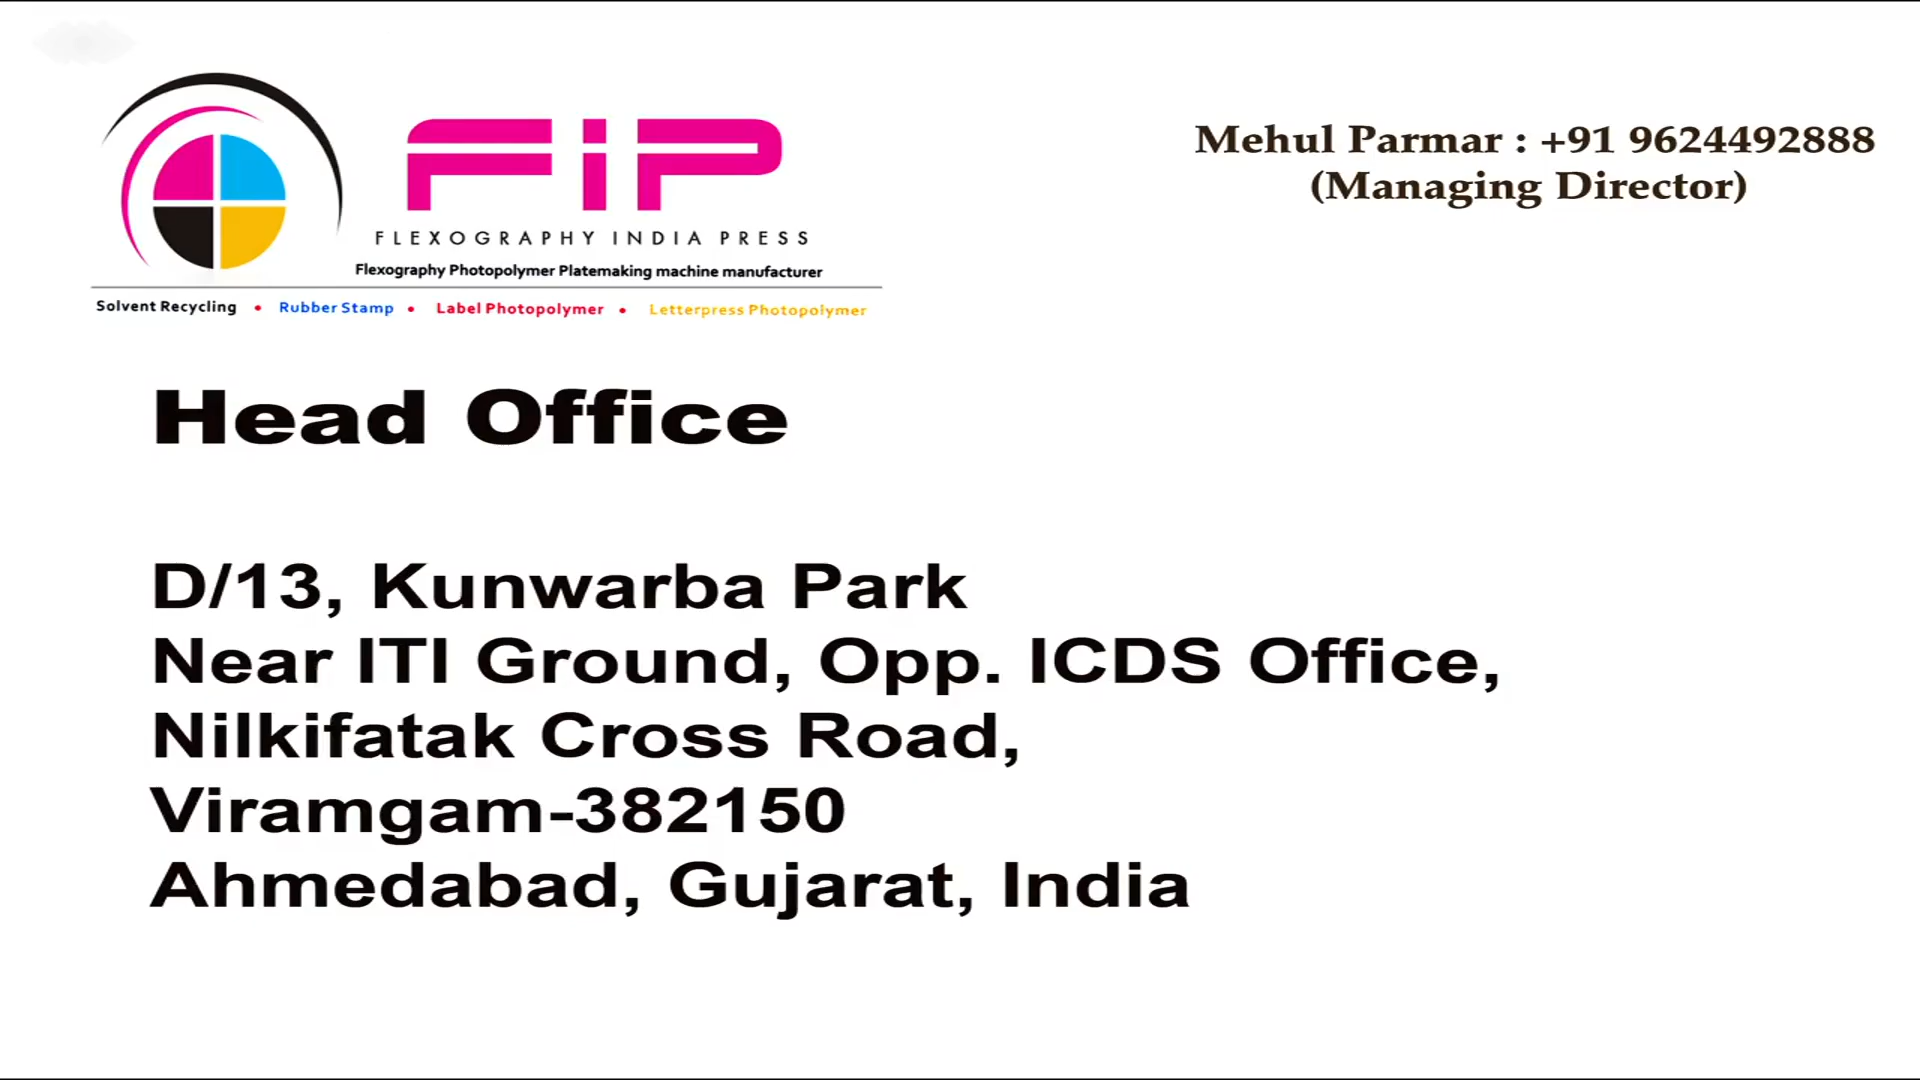 FiP
FLEXOGRAPHY INDIA PRESS
Flexography Photopolymer Platemaking machine manufacturer
Solvent Recycling • Rubber Stamp • Label Photopolymer • Letterpress Photopolymer
Mehul Parmar : +91 9624492888
(Managing Director)
Head Office
D/13, Kunwarba Park
Near ITI Ground, Opp. ICDS Office,
Nilkifatak Cross Road,
Viramgam-382150
Ahmedabad, Gujarat, India